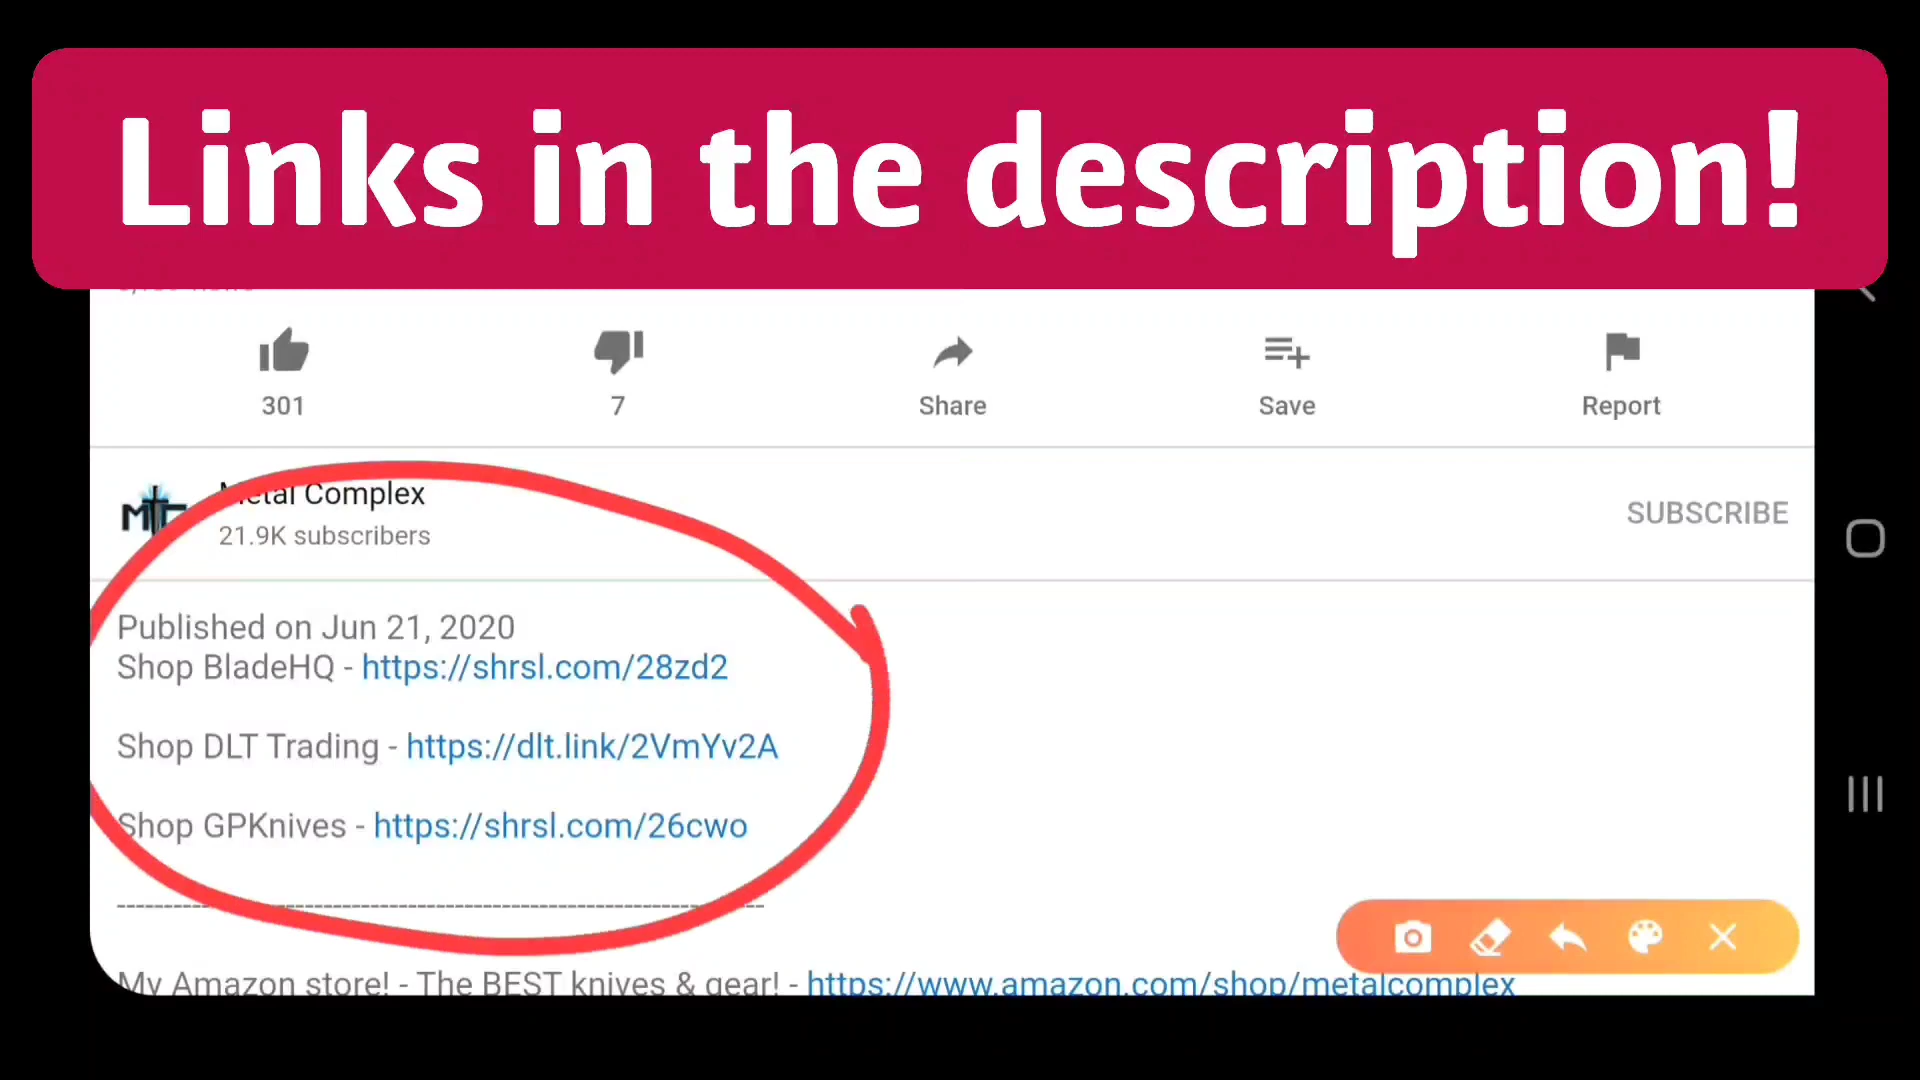 Links in the description!
301
7
Share
Save
Report
Metal Complex
21.9K subscribers
SUBSCRIBE
Published on Jun 21, 2020
Shop BladeHQ - https://shrsl.com/28zd2
Shop DLT Trading - https://dlt.link/2VmYv2A
Shop GPKnives - https://shrsl.com/26cwo
------------------------------------------------------------------------
My Amazon store! - The BEST knives & gear! - https://www.amazon.com/shop/metalcomplex